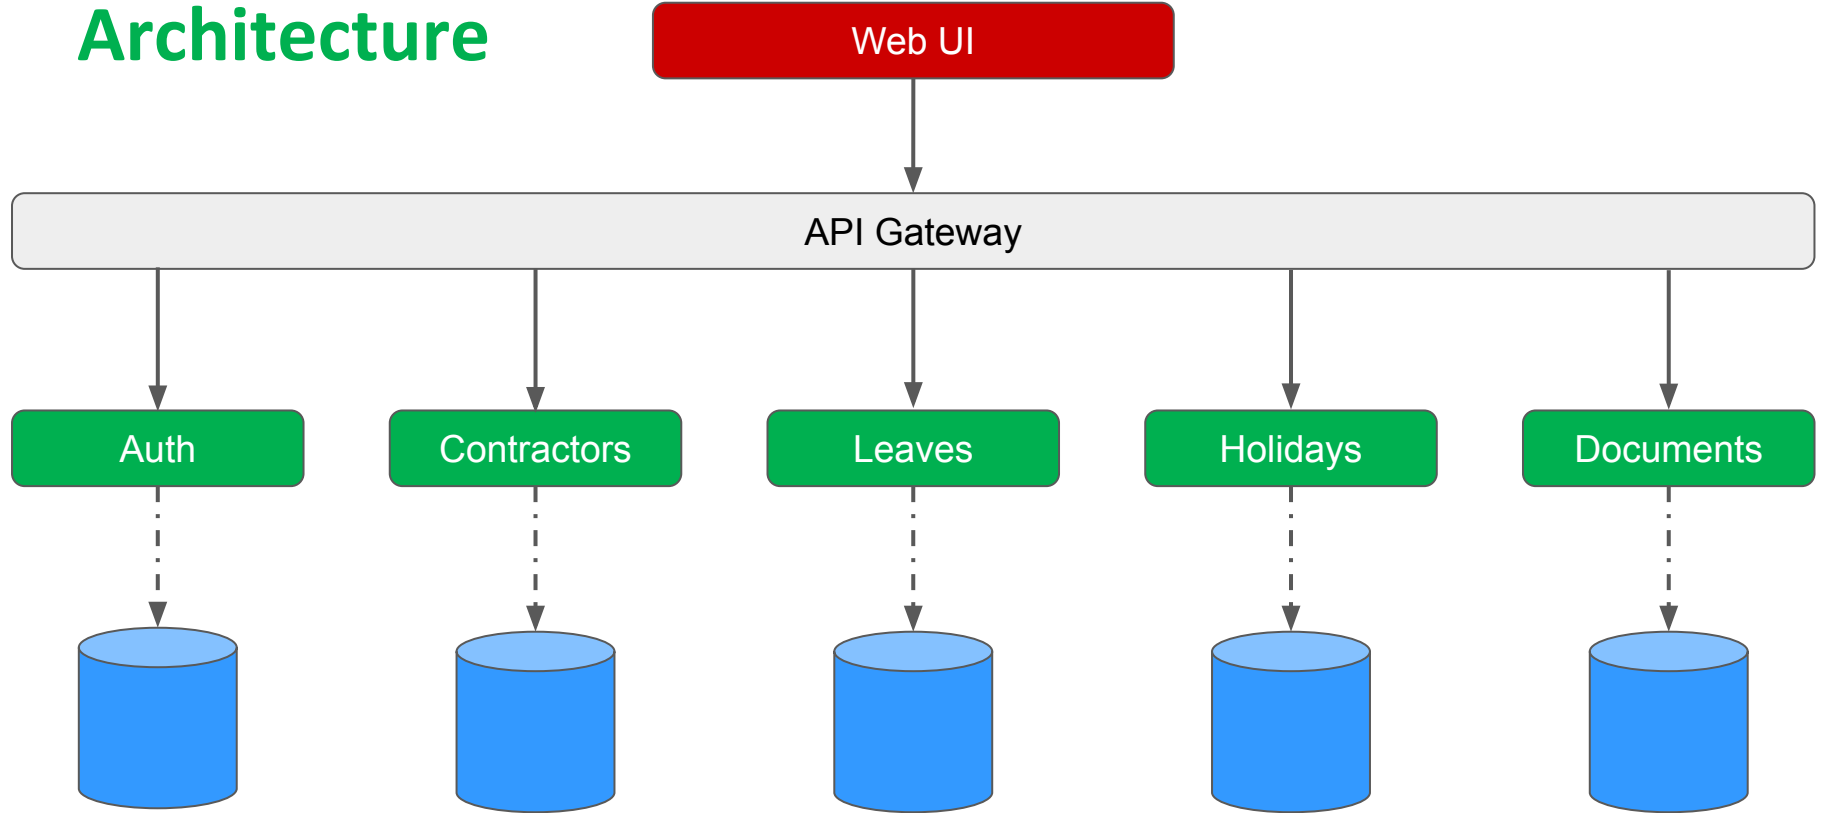 Architecture
Web UI
API Gateway
Auth
Contractors
Leaves
Holidays
Documents